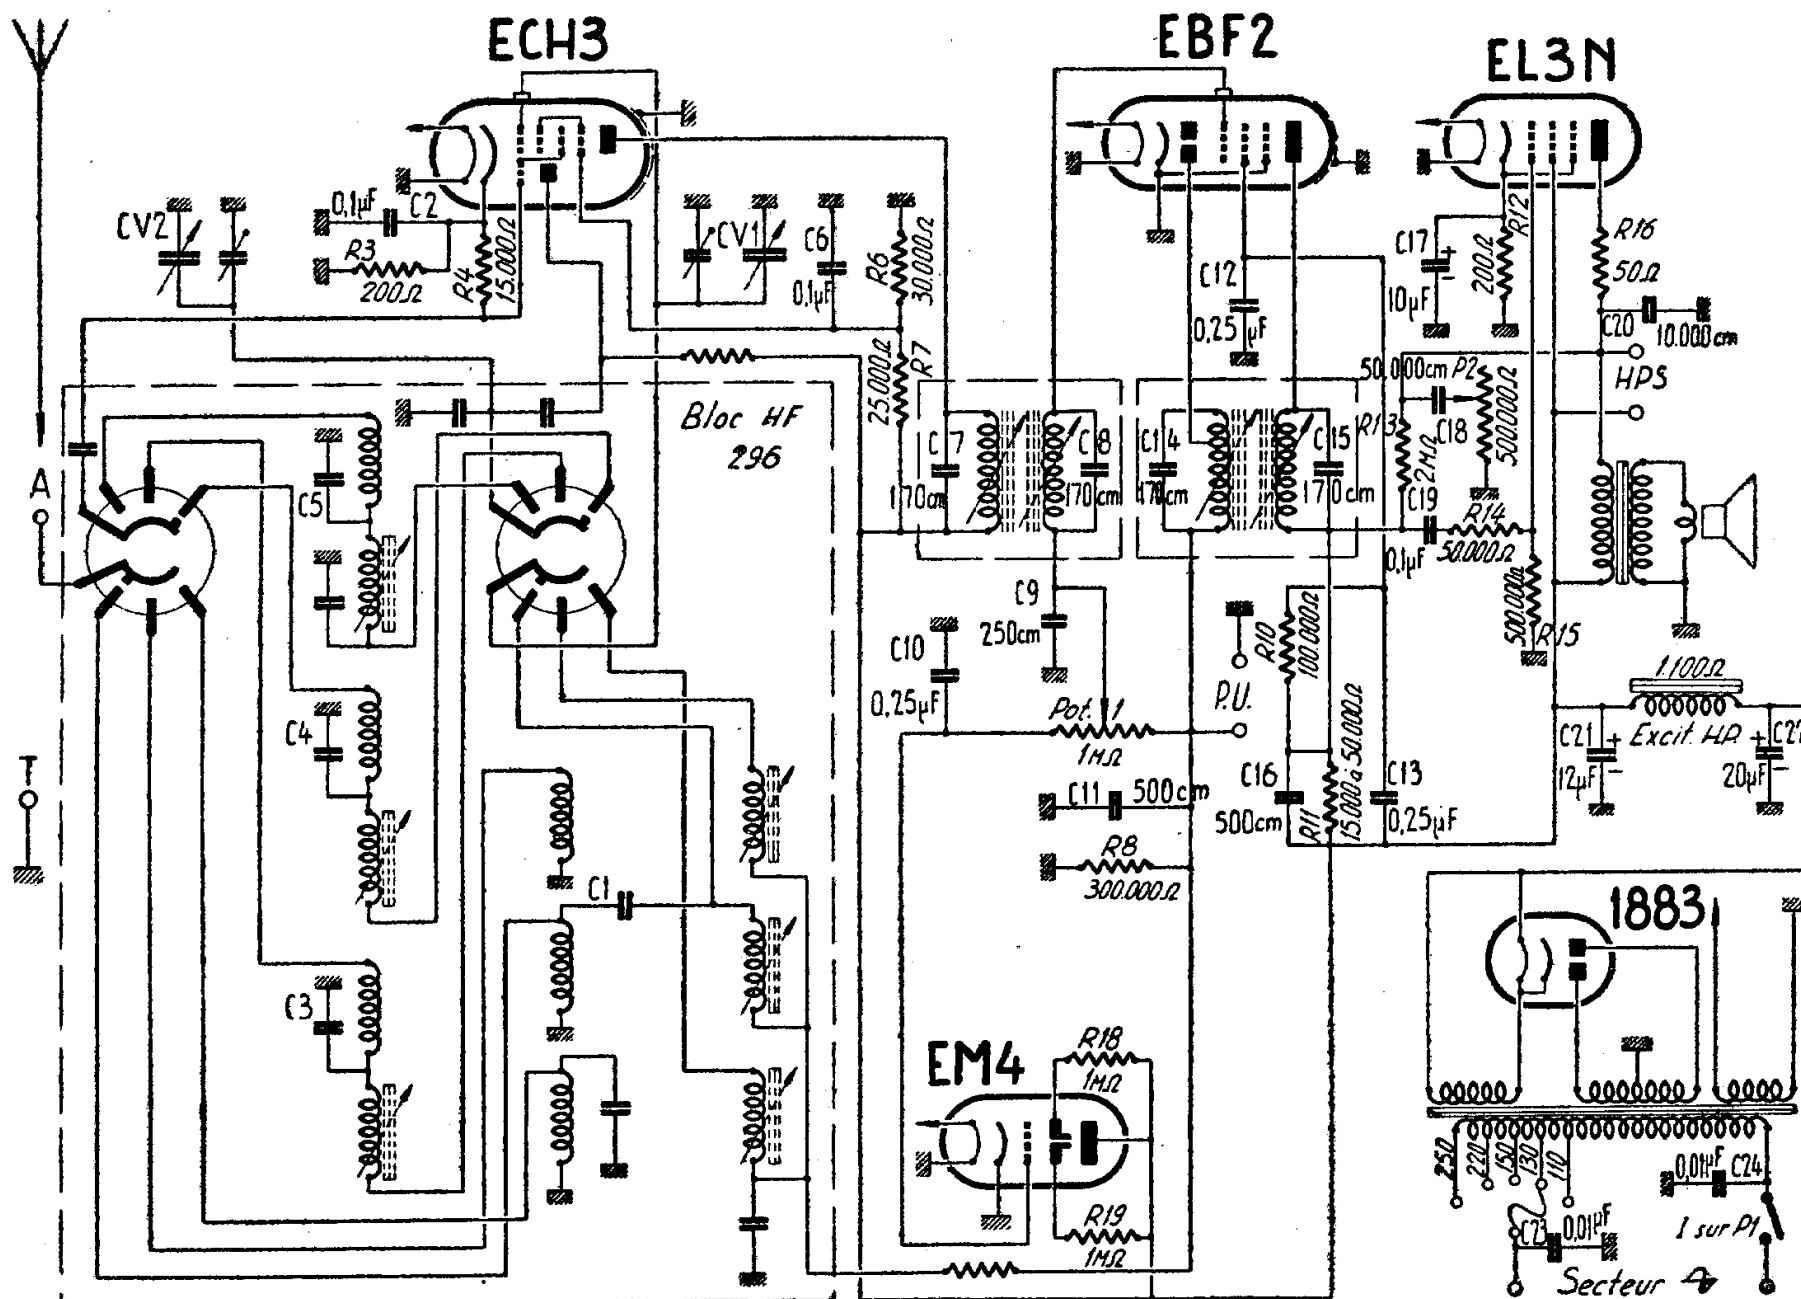 ECH3
EBF2
EL3N
CV2
0,1µF
C2
R3
200Ω
R4
15.000Ω
CV1
C6
0,1µF
R6
30.000Ω
R7
25.000Ω
C12
0,25 µF
C17
+
-
10µF
R12
200Ω
R16
50Ω
C20
10.000cm
HPS
50.000cm
P2
500.000Ω
C18
R13
2MΩ
C19
0,1µF
R14
50.000Ω
R15
500.000Ω
Bloc HF
296
C7
170cm
C8
170cm
C14
170cm
C15
170cm
A
T
C5
C4
C3
C1
C9
250cm
C10
0,25µF
Pot. 1
1MΩ
P.U.
R10
100.000Ω
C11
500cm
R8
300.000Ω
C16
500cm
R11
15.000 à 50.000Ω
C13
0,25µF
1.100Ω
Excit. H.P.
C21
+
-
12µF
C22
+
-
20µF
1883
EM4
R18
1MΩ
R19
1MΩ
250
220
150
130
110
0,01µF
C24
C23
0,01µF
I sur P1
Secteur